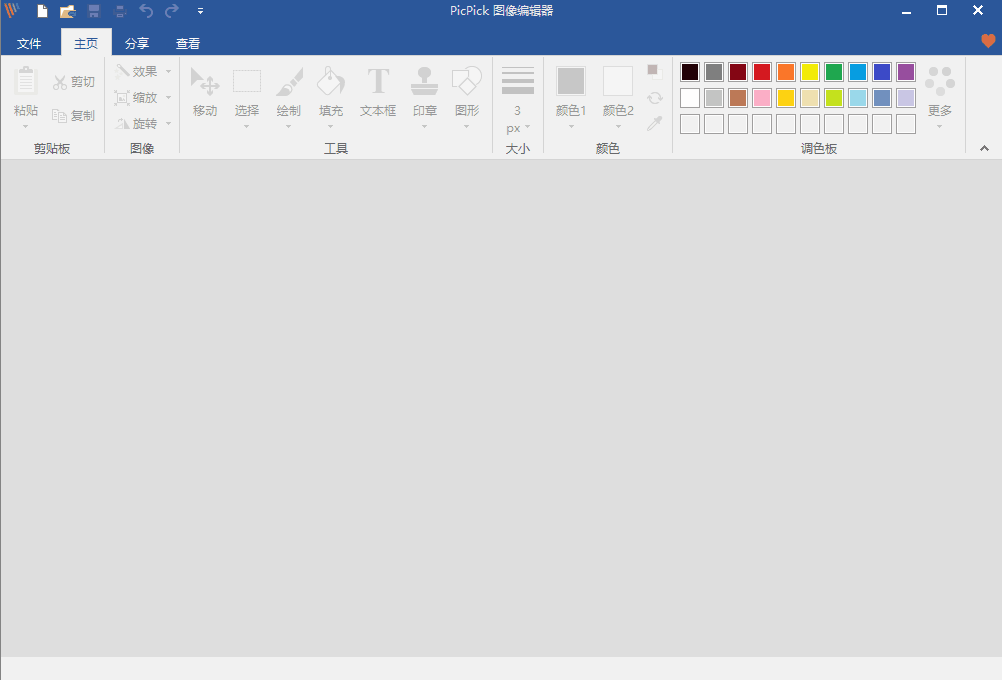 PicPick 图像编辑器
文件 主页 分享 查看
粘贴 剪切 复制
剪贴板
效果
缩放
旋转
图像
移动 选择 绘制 填充 文本框 印章 图形
工具
3
px
大小
颜色1 颜色2
颜色
调色板
更多